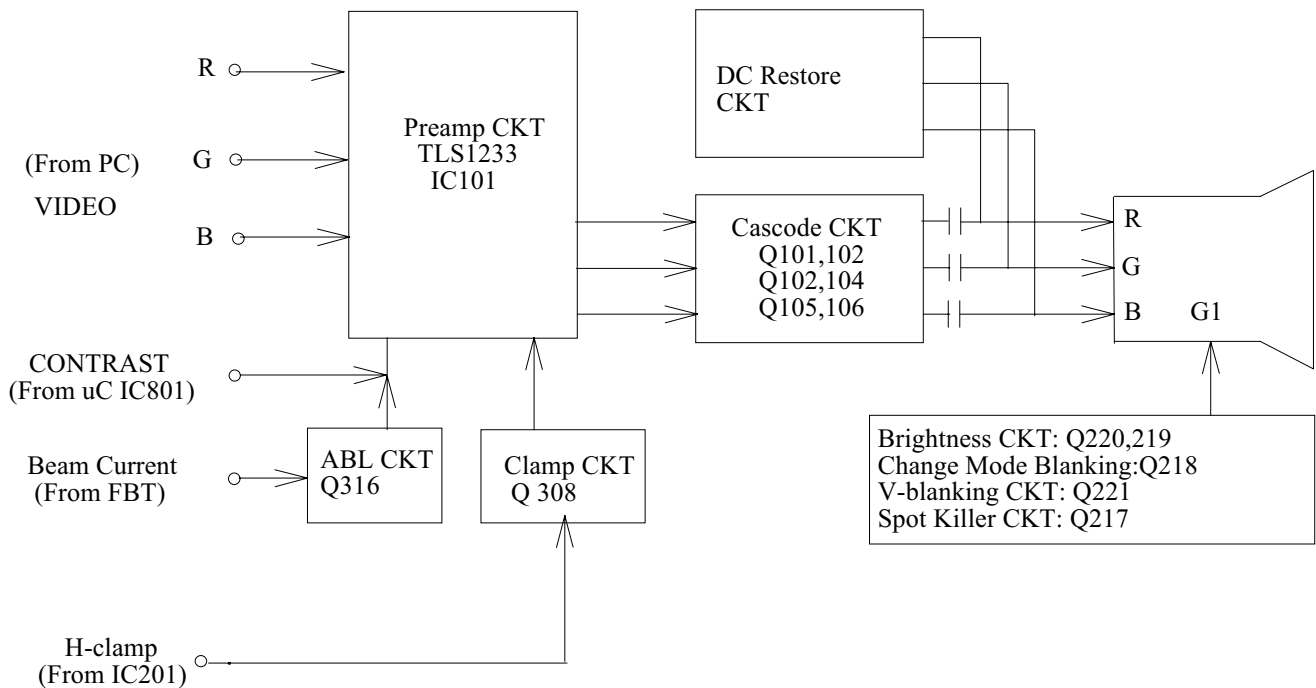 R
(From PC)
G
VIDEO
B
Preamp CKT
TLS1233
IC101
DC Restore
CKT
Cascode CKT
Q101,102
Q102,104
Q105,106
R
G
B
G1
CONTRAST
(From uC IC801)
Beam Current
(From FBT)
ABL CKT
Q316
Clamp CKT
Q 308
Brightness CKT: Q220,219
Change Mode Blanking:Q218
V-blanking CKT: Q221
Spot Killer CKT: Q217
H-clamp
(From IC201)